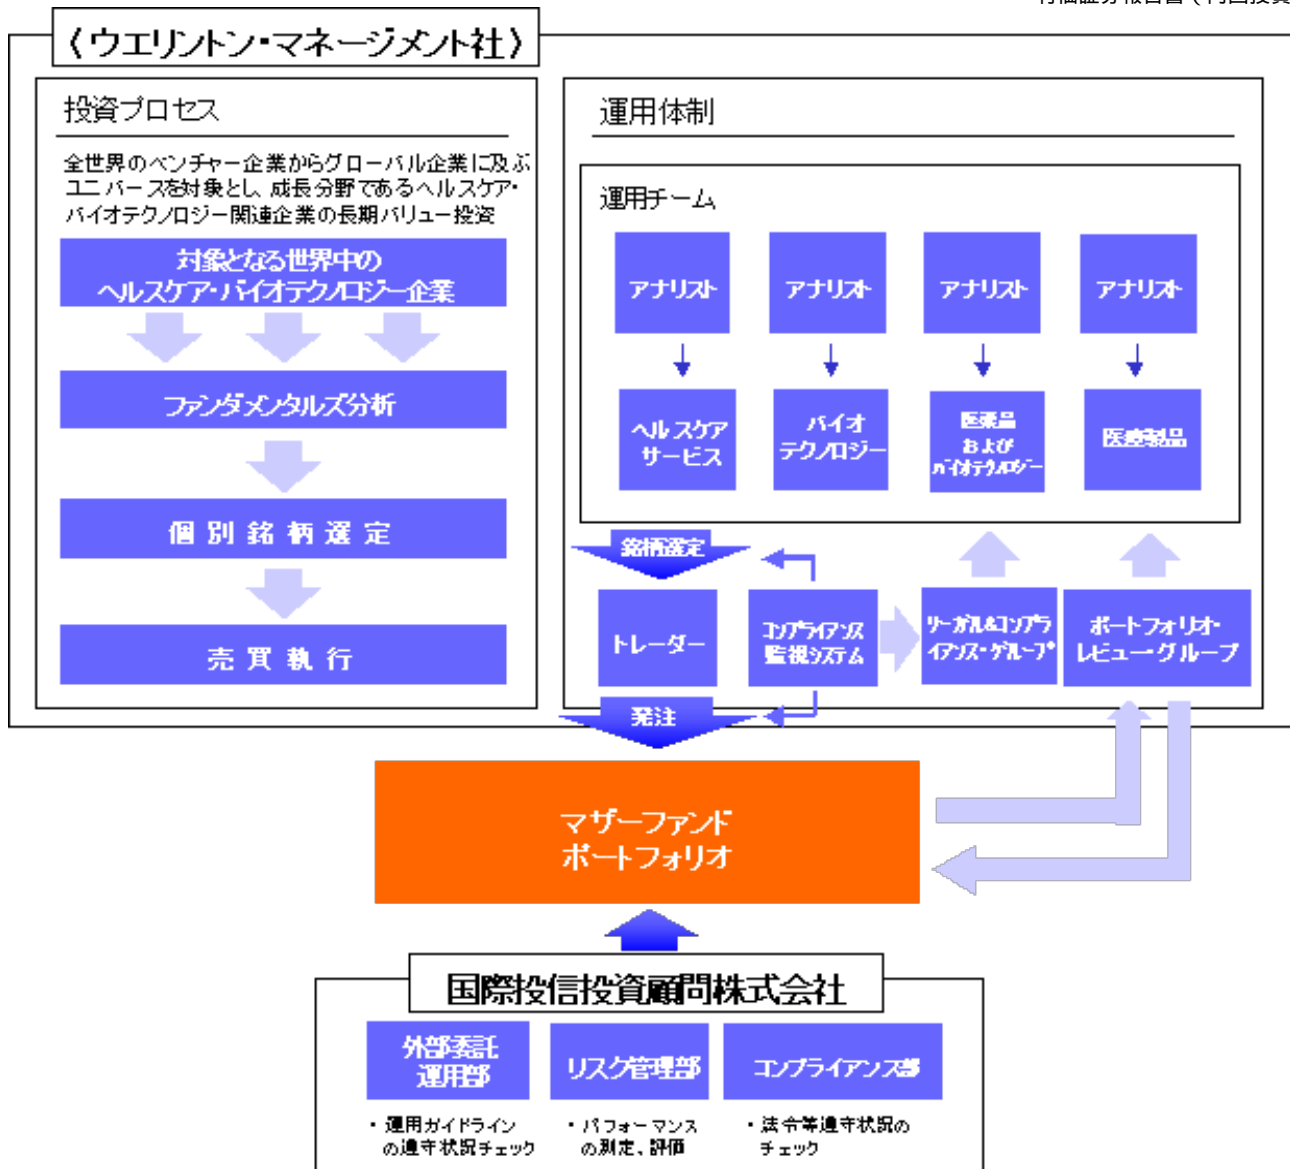 〈ウエリントン・マネージメント社〉
投資プロセス
全世界のベンチャー企業からグローバル企業に及ぶ
ユニバースを対象とし、成長分野であるヘルスケア・
バイオテクノロジー関連企業の長期バリュー投資
対象となる世界中の
ヘルスケア・バイオテクノロジー企業
ファンダメンタルズ分析
個別銘柄選定
売買執行
運用体制
運用チーム
アナリスト
アナリスト
アナリスト
アナリスト
ヘルスケア
サービス
バイオ
テクノロジー
医薬品
および
バイオテクノロジー
医療製品
銘柄選定
トレーダー
コンプライアンス
監視システム
リーガル&コンプラ
イアンス・グループ
ポートフォリオ・
レビュー・グループ
発注
マザーファンド
ポートフォリオ
国際投信投資顧問株式会社
外部委託
運用部
リスク管理部
コンプライアンス部
・運用ガイドライン
の遵守状況チェック
・パフォーマンス
の測定、評価
・法令等遵守状況の
チェック